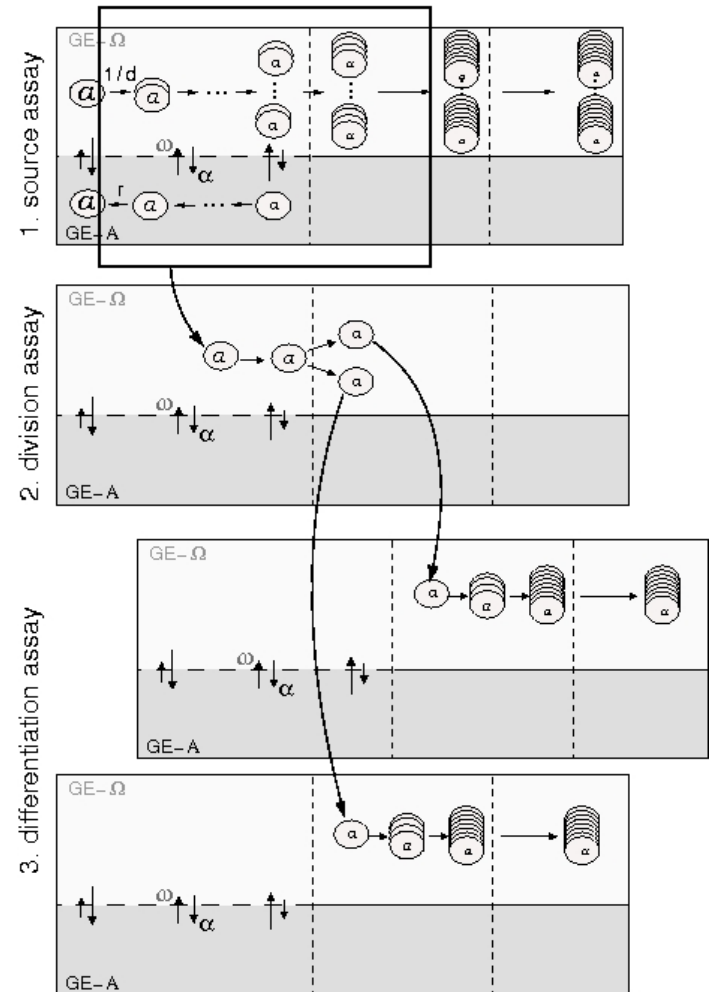 1. source assay
GE-Ω
1/d
a a ... a a a a
⋮ ⋮ ⋮ ⋮
a a a a
ω
α
r
a a ... a
GE-A
2. division assay
GE-Ω
a
a a
a
ω
α
GE-A
3. differentiation assay
GE-Ω
a a a a
ω
α
GE-A
GE-Ω
a a a a
ω
α
GE-A